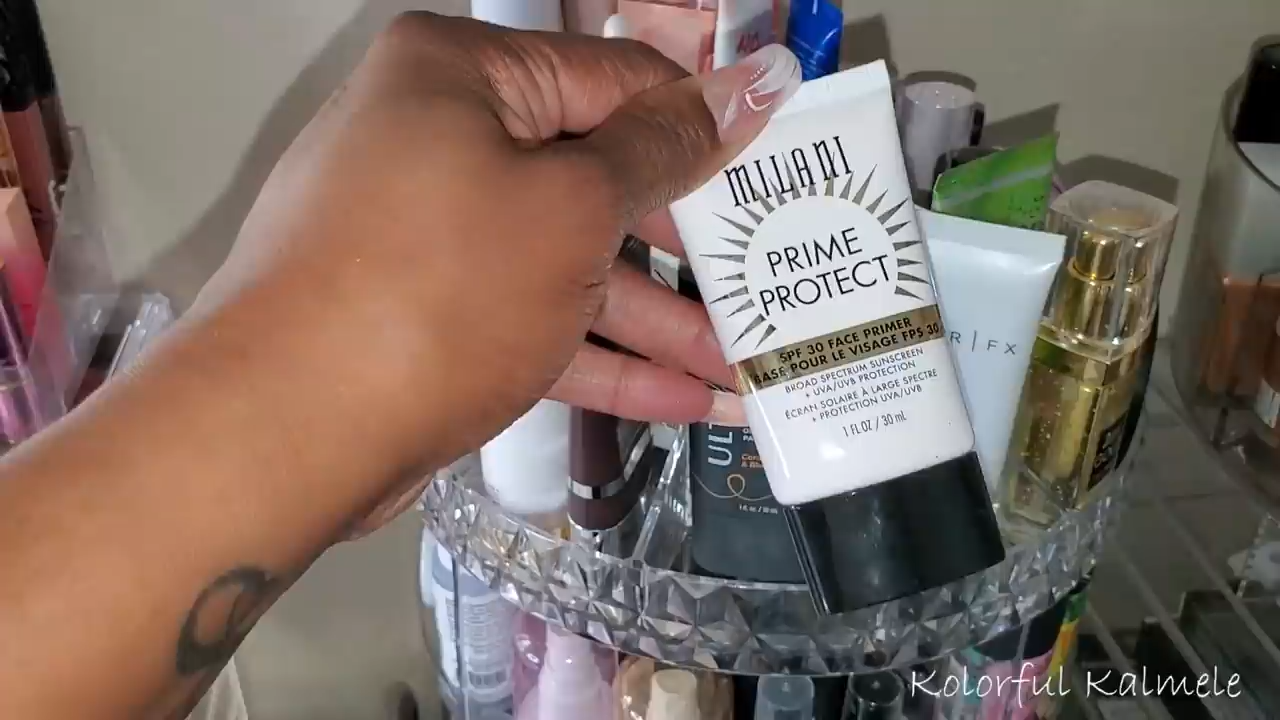 MILANI
PRIME
PROTECT
SPF 30 FACE PRIMER
BASE POUR LE VISAGE FPS 30
BROAD SPECTRUM SUNSCREEN
+ UVA/UVB PROTECTION
ÉCRAN SOLAIRE À LARGE SPECTRE
+ PROTECTION UVA/UVB
1 FL OZ / 30 mL
R|FX
UL
Kolorful Kalmele